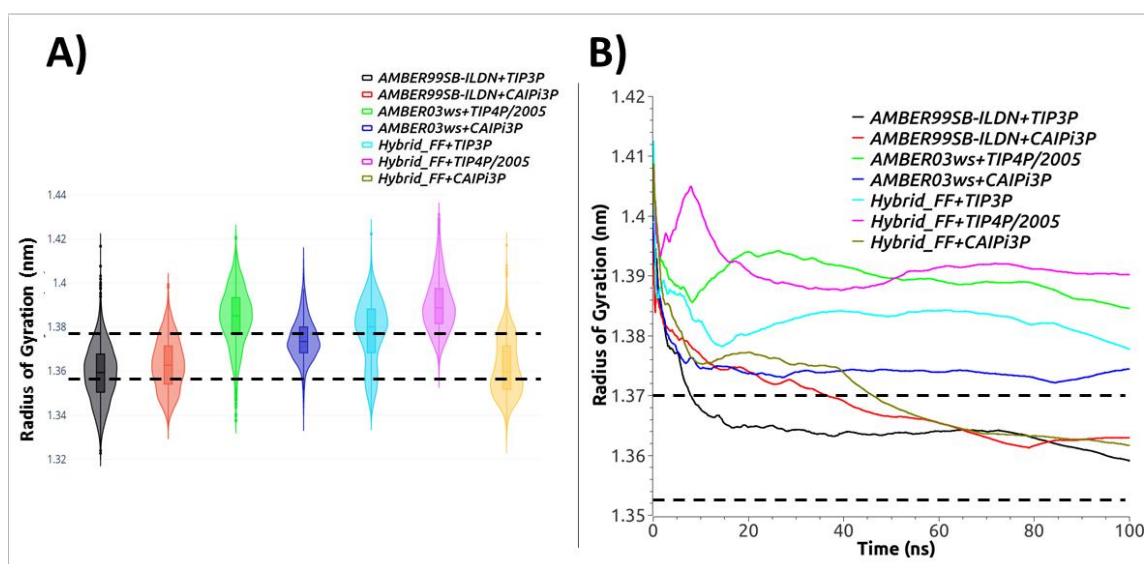 A)
AMBER99SB-ILDN+TIP3P
AMBER99SB-ILDN+CAIPi3P
AMBER03ws+TIP4P/2005
AMBER03ws+CAIPi3P
Hybrid_FF+TIP3P
Hybrid_FF+TIP4P/2005
Hybrid_FF+CAIPi3P
Radius of Gyration (nm)
1.44
1.42
1.4
1.38
1.36
1.34
1.32
B)
AMBER99SB-ILDN+TIP3P
AMBER99SB-ILDN+CAIPi3P
AMBER03ws+TIP4P/2005
AMBER03ws+CAIPi3P
Hybrid_FF+TIP3P
Hybrid_FF+TIP4P/2005
Hybrid_FF+CAIPi3P
Radius of Gyration (nm)
1.42
1.41
1.4
1.39
1.38
1.37
1.36
1.35
0 20 40 60 80 100
Time (ns)